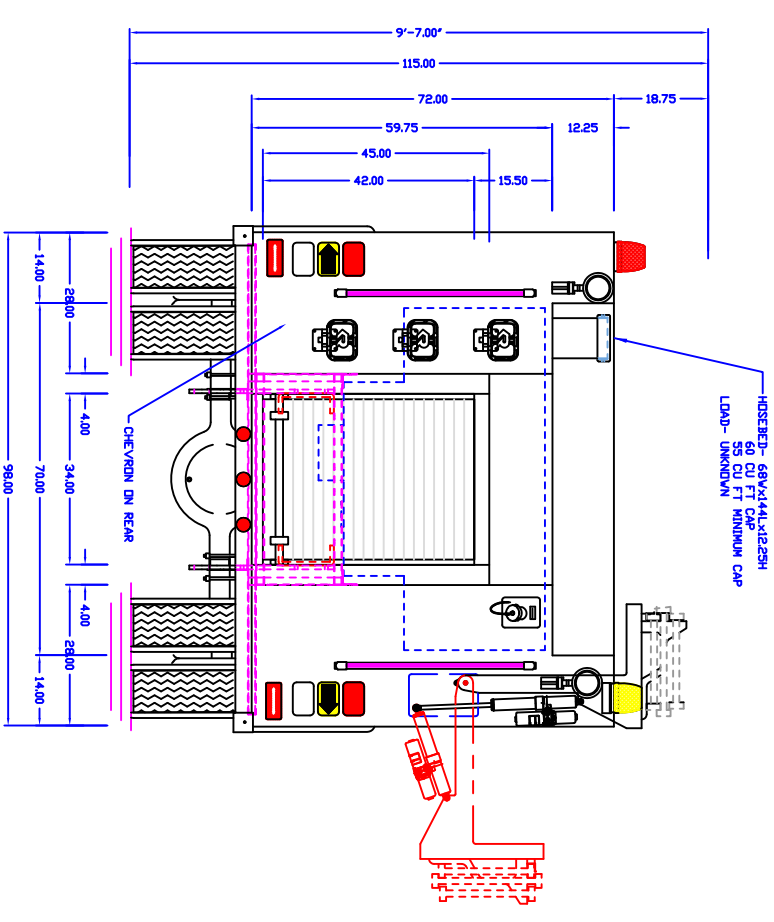 9'-7.00"
115.00
72.00
18.75
59.75
12.25
45.00
42.00
15.50
HOSEBED- 68Wx144Lx12.25H
60 CU FT CAP
55 CU FT MINIMUM CAP
LOAD- UNKNOWN
CHEVRON ON REAR
14.00
28.00
4.00
34.00
70.00
98.00
4.00
28.00
14.00
R
R
R